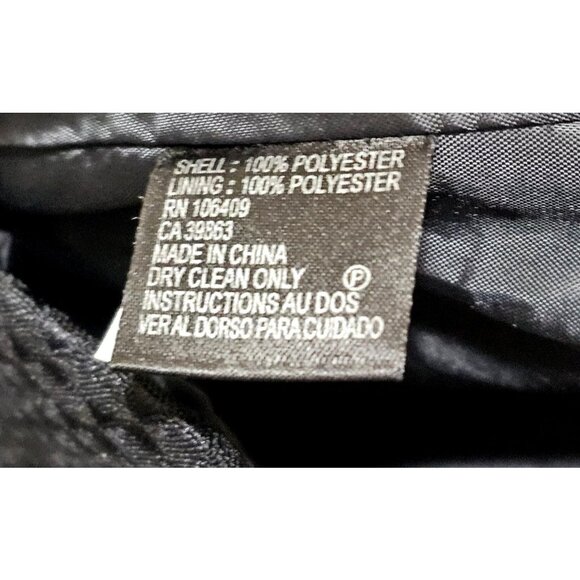 SHELL : 100% POLYESTER
LINING : 100% POLYESTER
RN 106409
CA 39863
MADE IN CHINA
DRY CLEAN ONLY Ⓟ
INSTRUCTIONS AU DOS
VER AL DORSO PARA CUIDADO